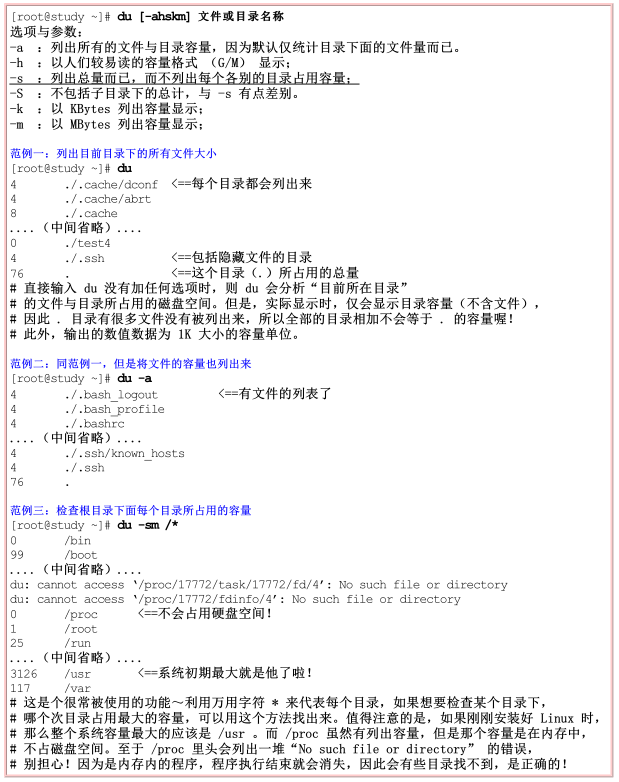 [root@study ~]# du [-ahskm] 文件或目录名称
选项与参数:
-a : 列出所有的文件与目录容量, 因为默认仅统计目录下面的文件量而已。
-h : 以人们较易读的容量格式 (G/M) 显示;
-s : 列出总量而已, 而不列出每个各别的目录占用容量;
-S : 不包括子目录下的总计, 与 -s 有点差别。
-k : 以 KBytes 列出容量显示;
-m : 以 MBytes 列出容量显示;
范例一: 列出目前目录下的所有文件大小
[root@study ~]# du
4 ./.cache/dconf <==每个目录都会列出来
4 ./.cache/abrt
8 ./.cache
....(中间省略)....
0 ./test4
4 ./.ssh <==包括隐藏文件的目录
76 . <==这个目录 (.) 所占用的总量
# 直接输入 du 没有加任何选项时, 则 du 会分析“目前所在目录”
# 的文件与目录所占用的磁盘空间。但是, 实际显示时, 仅会显示目录容量 (不含文件),
# 因此 . 目录有很多文件没有被列出来, 所以全部的目录相加不会等于 . 的容量喔!
# 此外, 输出的数值数据为 1K 大小的容量单位。
范例二: 同范例一, 但是将文件的容量也列出来
[root@study ~]# du -a
4 ./.bash_logout <==有文件的列表了
4 ./.bash_profile
4 ./.bashrc
....(中间省略)....
4 ./.ssh/known_hosts
4 ./.ssh
76 .
范例三: 检查根目录下面每个目录所占用的容量
[root@study ~]# du -sm /*
0 /bin
99 /boot
....(中间省略)....
du: cannot access ‘/proc/17772/task/17772/fd/4’: No such file or directory
du: cannot access ‘/proc/17772/fdinfo/4’: No such file or directory
0 /proc <==不会占用硬盘空间!
1 /root
25 /run
....(中间省略)....
3126 /usr <==系统初期最大就是他了啦!
117 /var
# 这是个很常被使用的功能~利用万用字符 * 来代表每个目录, 如果想要检查某个目录下,
# 哪个次目录占用最大的容量, 可以用这个方法找出来。值得注意的是, 如果刚刚安装好 Linux 时,
# 那么整个系统容量最大的应该是 /usr 。而 /proc 虽然有列出容量, 但是那个容量是在内存中,
# 不占磁盘空间。至于 /proc 里头会列出一堆“No such file or directory” 的错误,
# 别担心! 因为是内存内的程序, 程序执行结束就会消失, 因此会有些目录找不到, 是正确的!